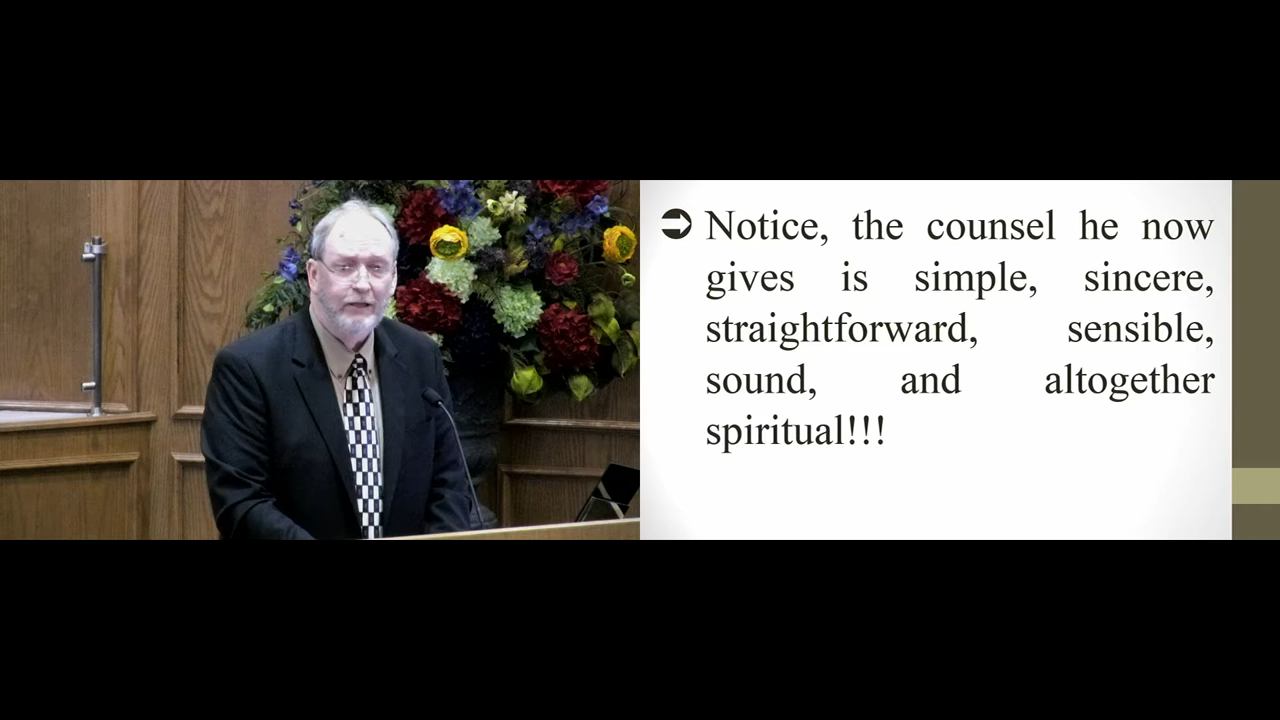 ➲ Notice, the counsel he now
gives is simple, sincere,
straightforward, sensible,
sound, and altogether
spiritual!!!